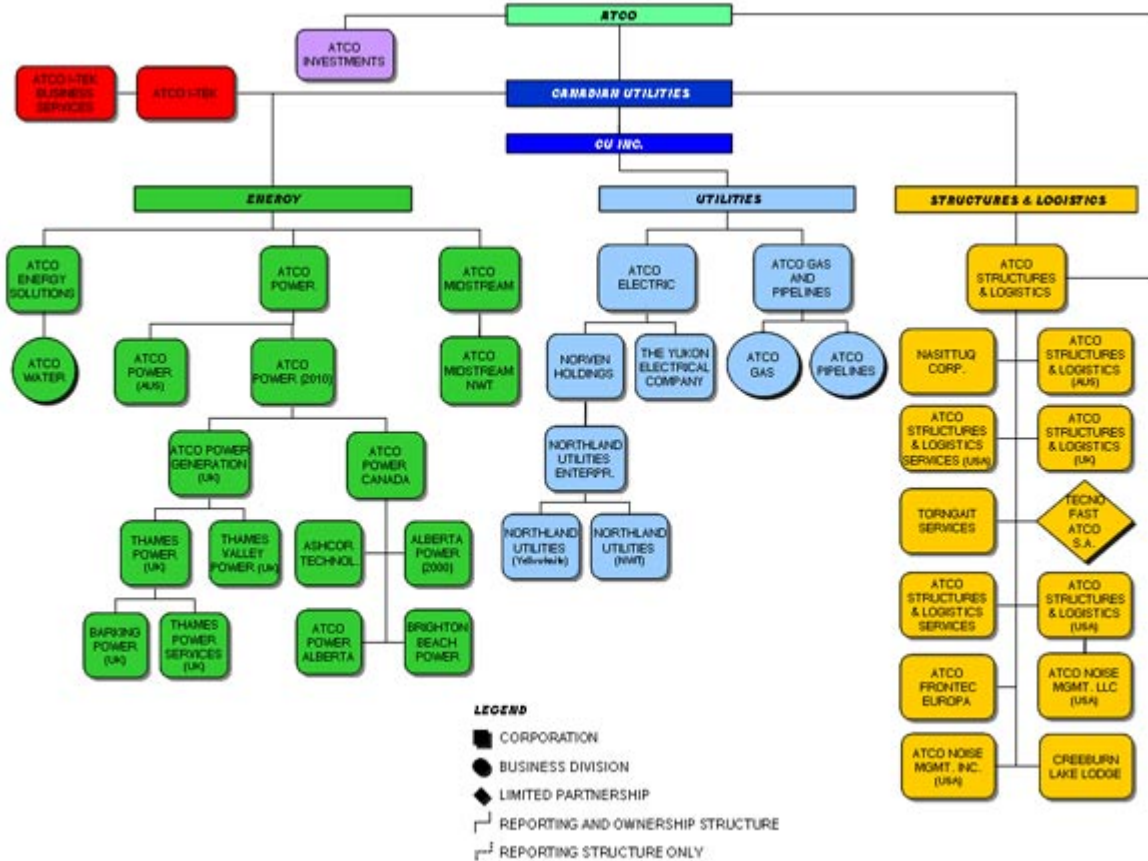 ATCO
ATCO
INVESTMENTS
ATCO I-TEK
BUSINESS
SERVICES
ATCO I-TEK
CANADIAN UTILITIES
CU INC.
ENERGY
UTILITIES
STRUCTURES & LOGISTICS
ATCO
ENERGY
SOLUTIONS
ATCO
POWER
ATCO
MIDSTREAM
ATCO
ELECTRIC
ATCO GAS
AND
PIPELINES
ATCO
STRUCTURES
& LOGISTICS
ATCO
WATER
ATCO
POWER
(AUS)
ATCO
POWER (2010)
ATCO
MIDSTREAM
NWT
NORVEN
HOLDINGS
THE YUKON
ELECTRICAL
COMPANY
ATCO
GAS
ATCO
PIPELINES
NASITTUQ
CORP.
ATCO
STRUCTURES
& LOGISTICS
(AUS)
ATCO POWER
GENERATION
(UK)
ATCO
POWER
CANADA
NORTHLAND
UTILITIES
ENTERPR.
ATCO
STRUCTURES
& LOGISTICS
SERVICES (USA)
ATCO
STRUCTURES
& LOGISTICS
(UK)
THAMES
POWER
(UK)
THAMES
VALLEY
POWER (UK)
ASHCOR
TECHNOL.
ALBERTA
POWER
(2000)
NORTHLAND
UTILITIES
(Yellowknife)
NORTHLAND
UTILITIES
(NWT)
TORNGAIT
SERVICES
TECNO
FAST
ATCO
S.A.
BARKING
POWER
(UK)
THAMES
POWER
SERVICES
(UK)
ATCO
POWER
ALBERTA
BRIGHTON
BEACH
POWER
ATCO
STRUCTURES
& LOGISTICS
SERVICES
ATCO
STRUCTURES
& LOGISTICS
(USA)
ATCO
FRONTEC
EUROPA
ATCO NOISE
MGMT. LLC
(USA)
ATCO NOISE
MGMT. INC.
(USA)
CREEBURN
LAKE LODGE
LEGEND
CORPORATION
BUSINESS DIVISION
LIMITED PARTNERSHIP
REPORTING AND OWNERSHIP STRUCTURE
REPORTING STRUCTURE ONLY